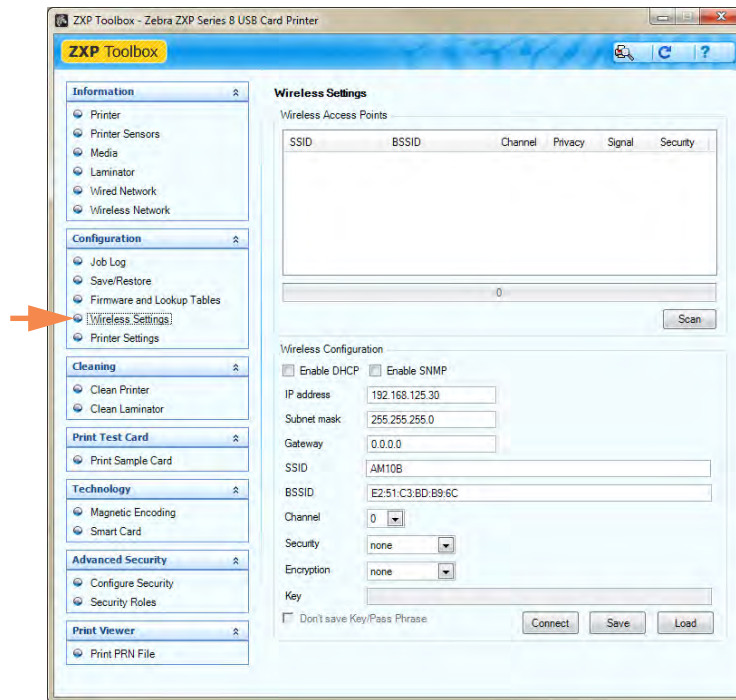 ZXP Toolbox - Zebra ZXP Series 8 USB Card Printer
ZXP Toolbox
?
Information
Printer
Printer Sensors
Media
Laminator
Wired Network
Wireless Network
Configuration
Job Log
Save/Restore
Firmware and Lookup Tables
Wireless Settings
Printer Settings
Cleaning
Clean Printer
Clean Laminator
Print Test Card
Print Sample Card
Technology
Magnetic Encoding
Smart Card
Advanced Security
Configure Security
Security Roles
Print Viewer
Print PRN File
Wireless Settings
Wireless Access Points
SSID BSSID Channel Privacy Signal Security
0
Scan
Wireless Configuration
Enable DHCP Enable SNMP
IP address 192.168.125.30
Subnet mask 255.255.255.0
Gateway 0.0.0.0
SSID AM10B
BSSID E2:51:C3:BD:B9:6C
Channel 0
Security none
Encryption none
Key
Don't save Key/Pass Phrase
Connect Save Load